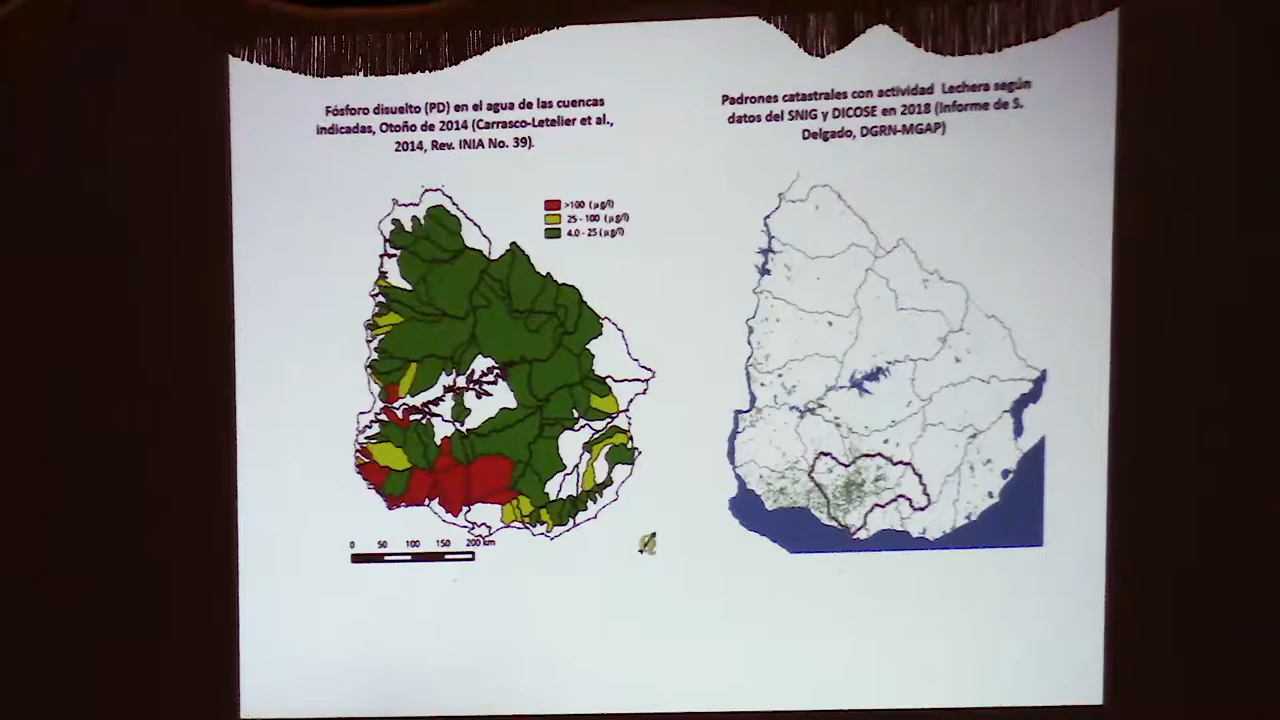 Fósforo disuelto (PD) en el agua de las cuencas
indicadas, Otoño de 2014 (Carrasco-Letelier et al.,
2014, Rev. INIA No. 39).
Padrones catastrales con actividad Lechera según
datos del SNIG y DICOSE en 2018 (Informe de S.
Delgado, DGRN-MGAP)
>100 (µg/l)
25 - 100 (µg/l)
4.0 - 25 (µg/l)
0 50 100 150 200 km